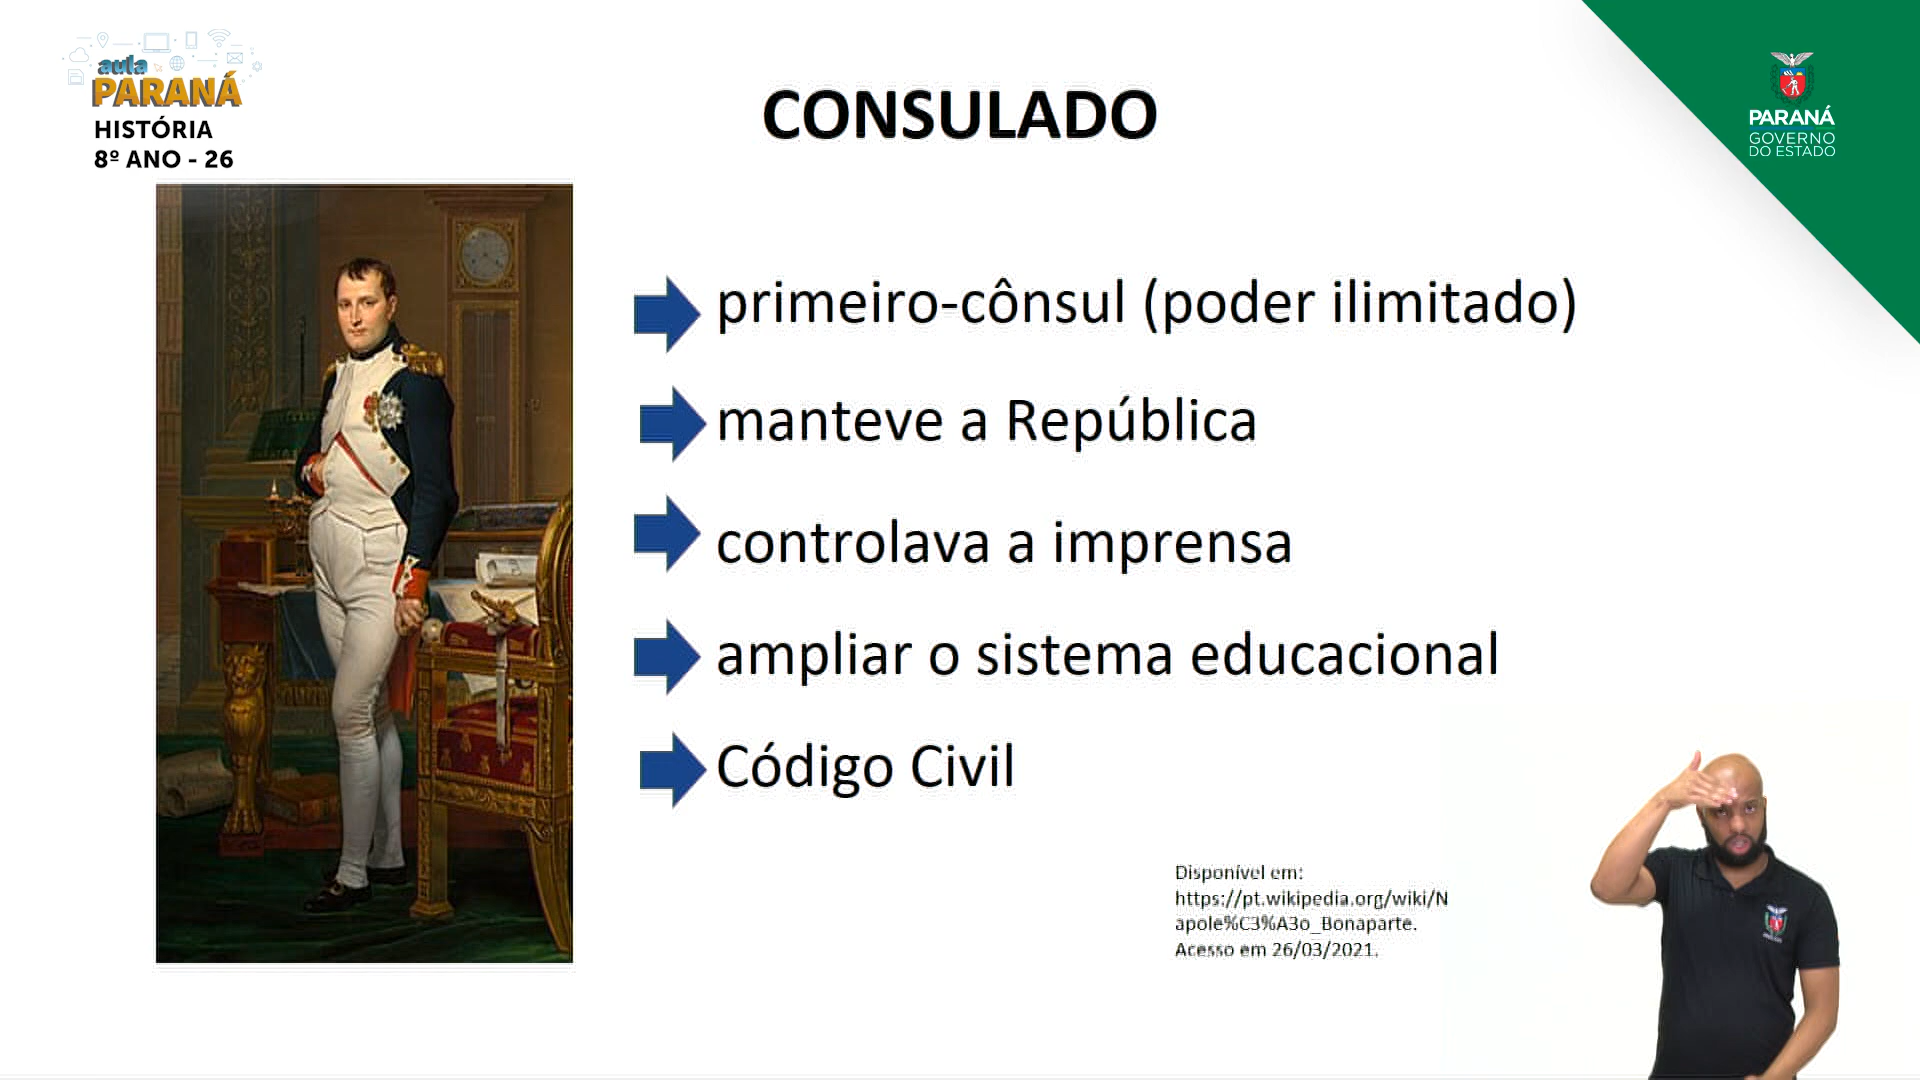 aula
PARANÁ
HISTÓRIA
8º ANO - 26
CONSULADO
PARANÁ
GOVERNO
DO ESTADO
primeiro-cônsul (poder ilimitado)
manteve a República
controlava a imprensa
ampliar o sistema educacional
Código Civil
Disponível em:
https://pt.wikipedia.org/wiki/N
apole%C3%A3o_Bonaparte.
Acesso em 26/03/2021.